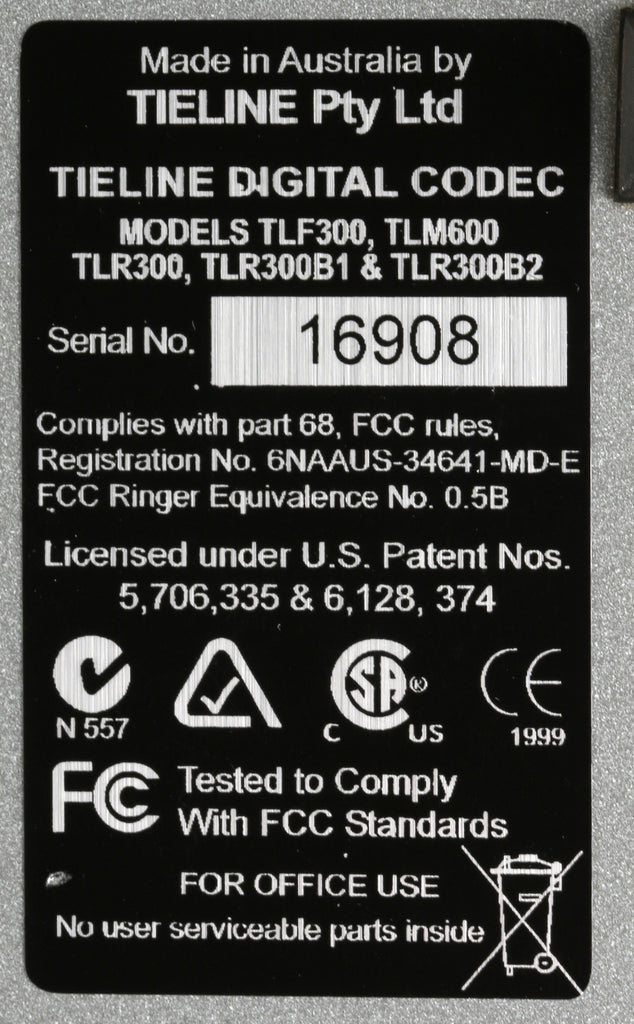 Made in Australia by
TIELINE Pty Ltd
TIELINE DIGITAL CODEC
MODELS TLF300, TLM600
TLR300, TLR300B1 & TLR300B2
Serial No. 16908
Complies with part 68, FCC rules,
Registration No. 6NAAUS-34641-MD-E
FCC Ringer Equivalence No. 0.5B
Licensed under U.S. Patent Nos.
5,706,335 & 6,128, 374
N 557
C SA ® US
CE 1999
FC Tested to Comply
With FCC Standards
FOR OFFICE USE
No user serviceable parts inside